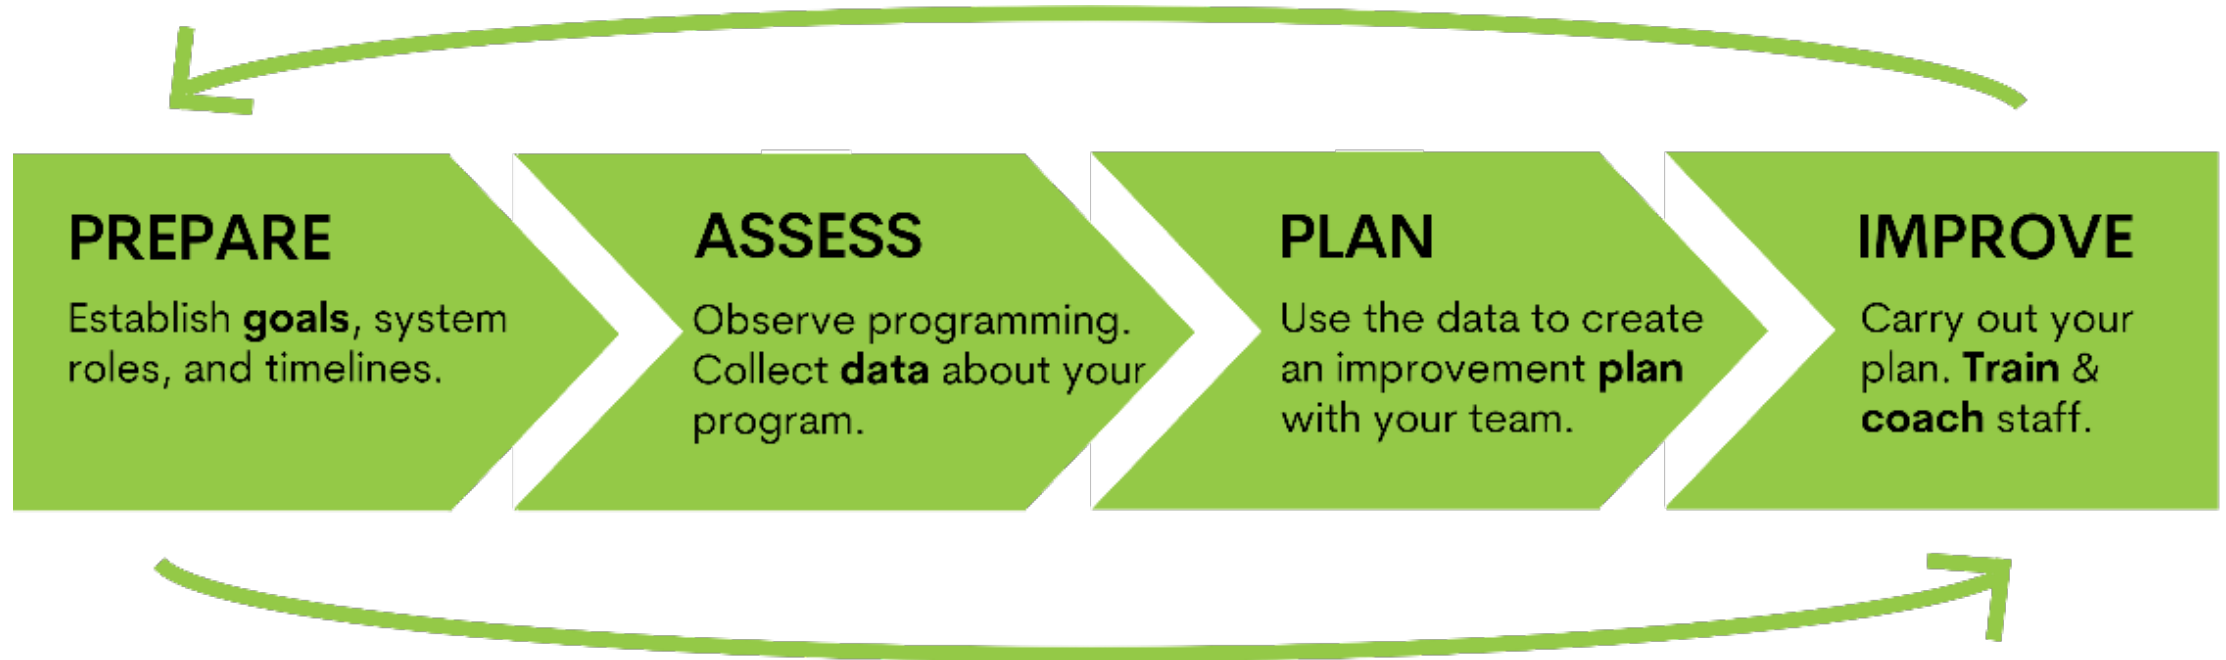 PREPARE
Establish goals, system
roles, and timelines.
ASSESS
Observe programming.
Collect data about your
program.
PLAN
Use the data to create
an improvement plan
with your team.
IMPROVE
Carry out your
plan. Train &
coach staff.